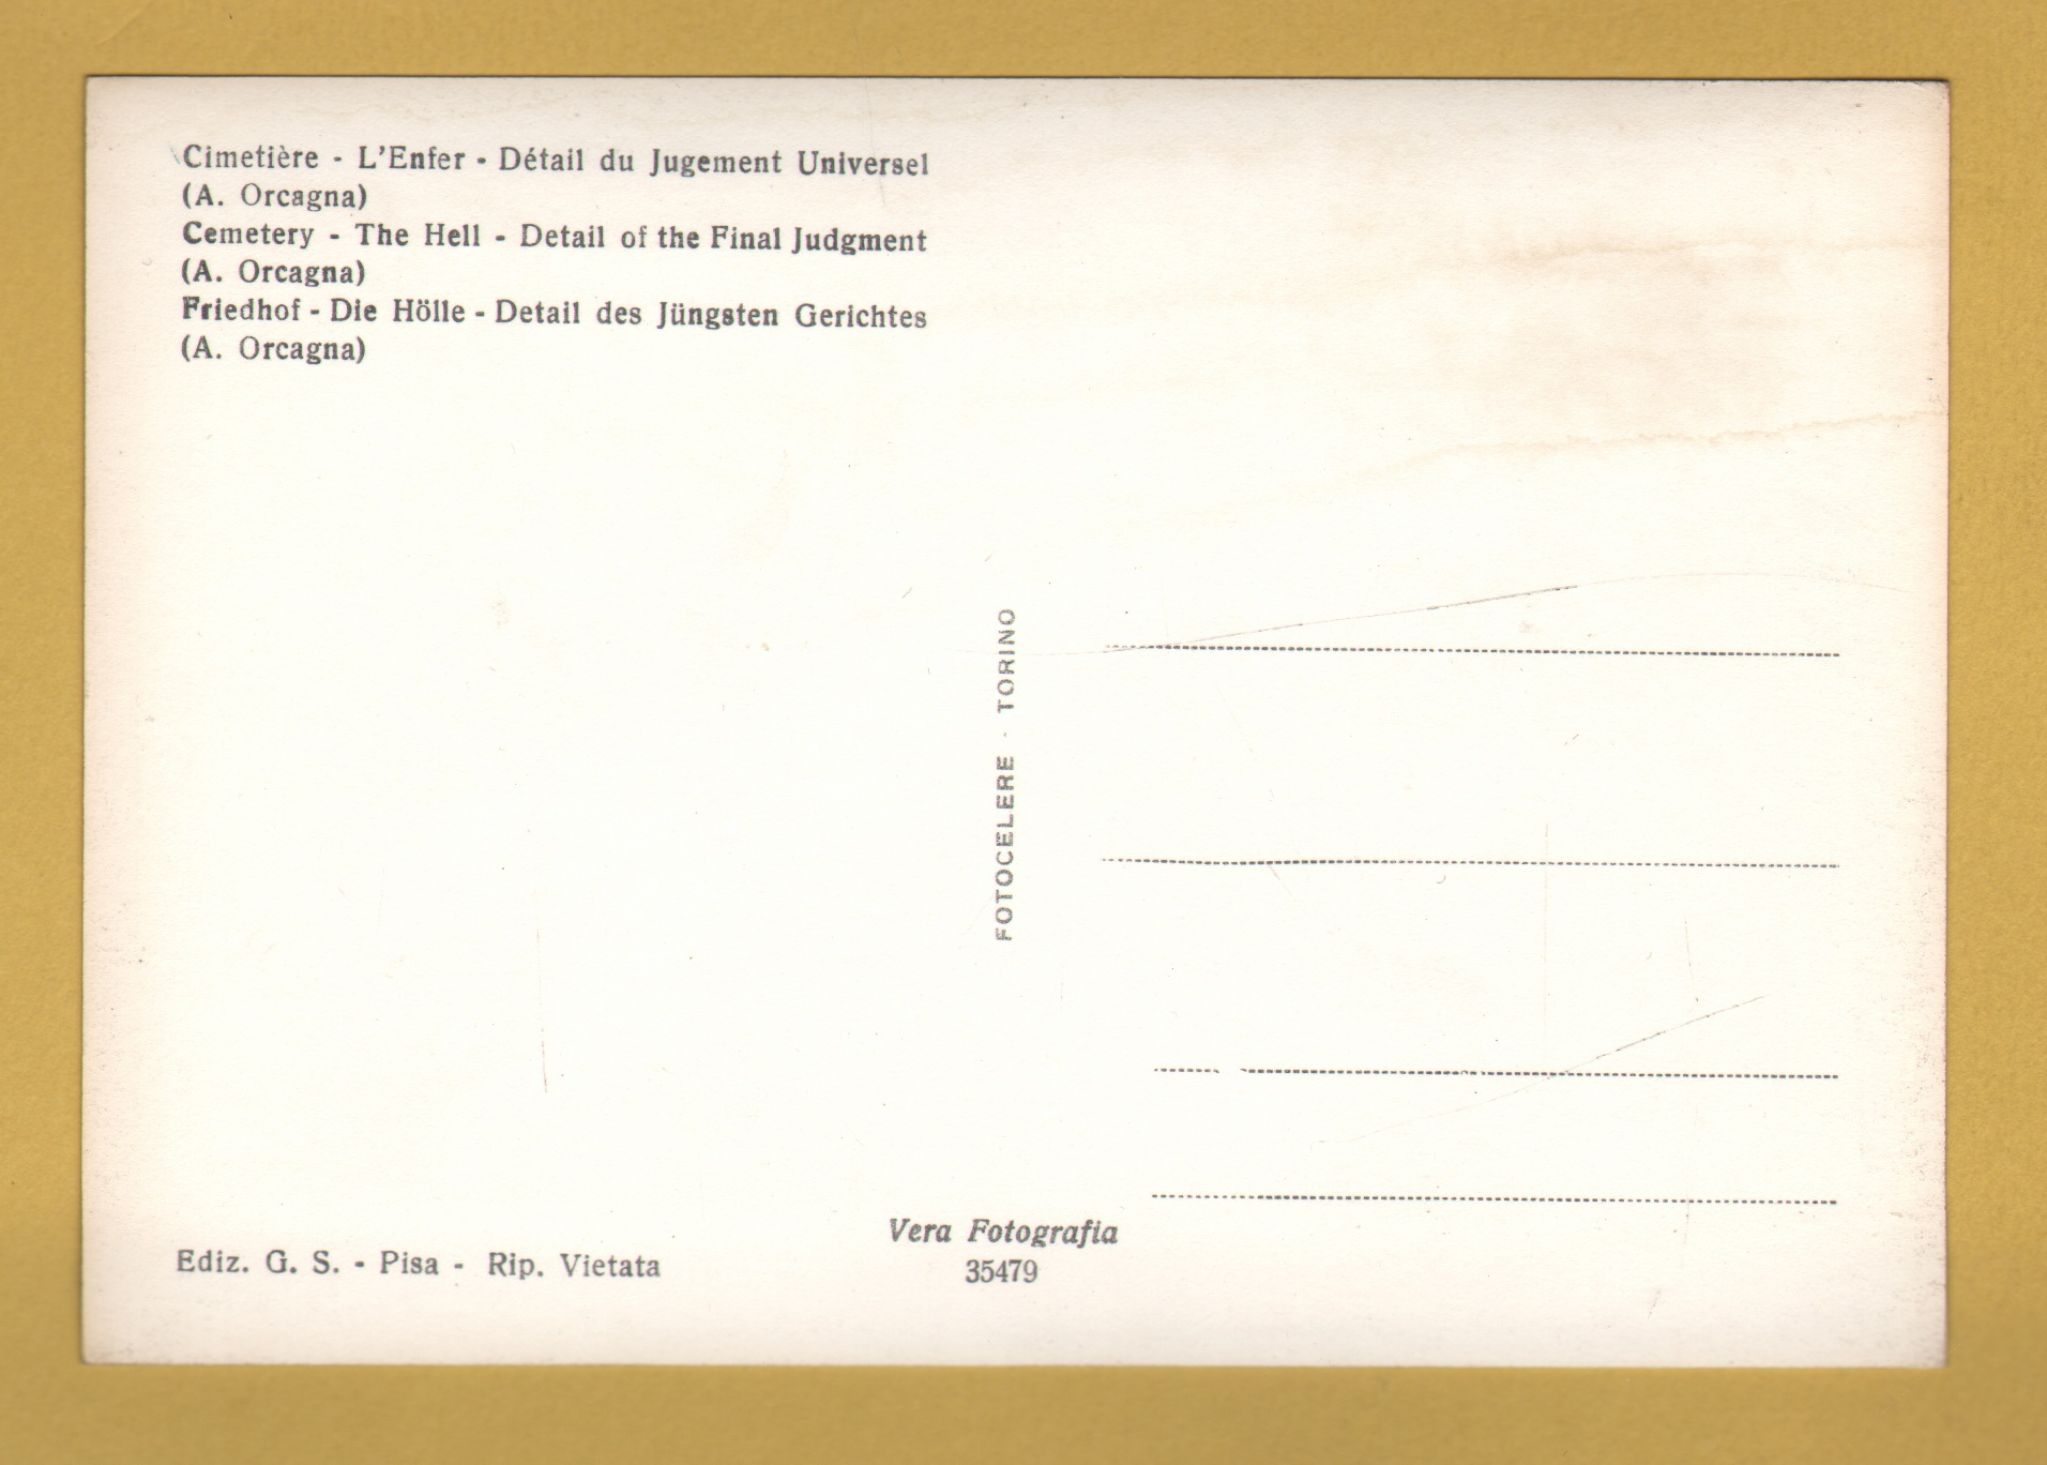 Cimetière - L'Enfer - Détail du Jugement Universel
(A. Orcagna)
Cemetery - The Hell - Detail of the Final Judgment
(A. Orcagna)
Friedhof - Die Hölle - Detail des Jüngsten Gerichtes
(A. Orcagna)
FOTOCELERE - TORINO
Vera Fotografia
35479
Ediz. G. S. - Pisa - Rip. Vietata